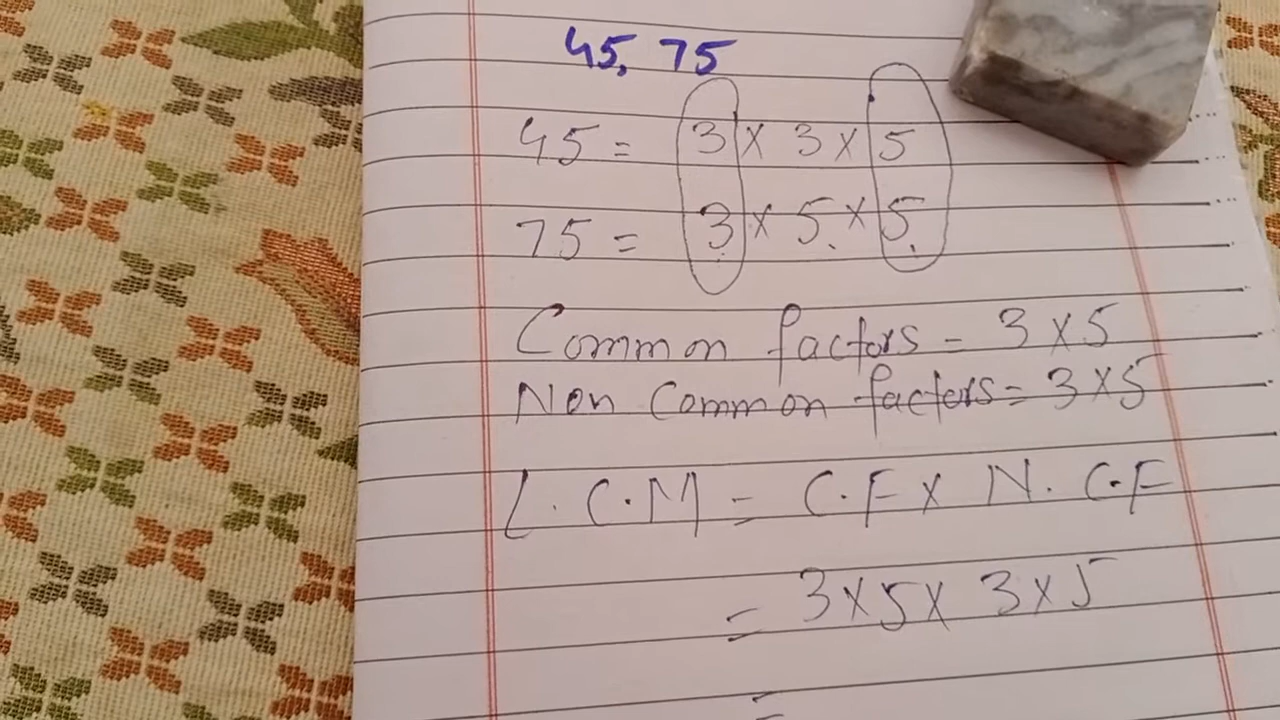 45, 75
45 = 3 × 3 × 5
75 = 3 × 5 × 5
Common factors = 3 × 5
Non Common factors = 3 × 5
L.C.M = C.F × N.C.F
= 3 × 5 × 3 × 5
=